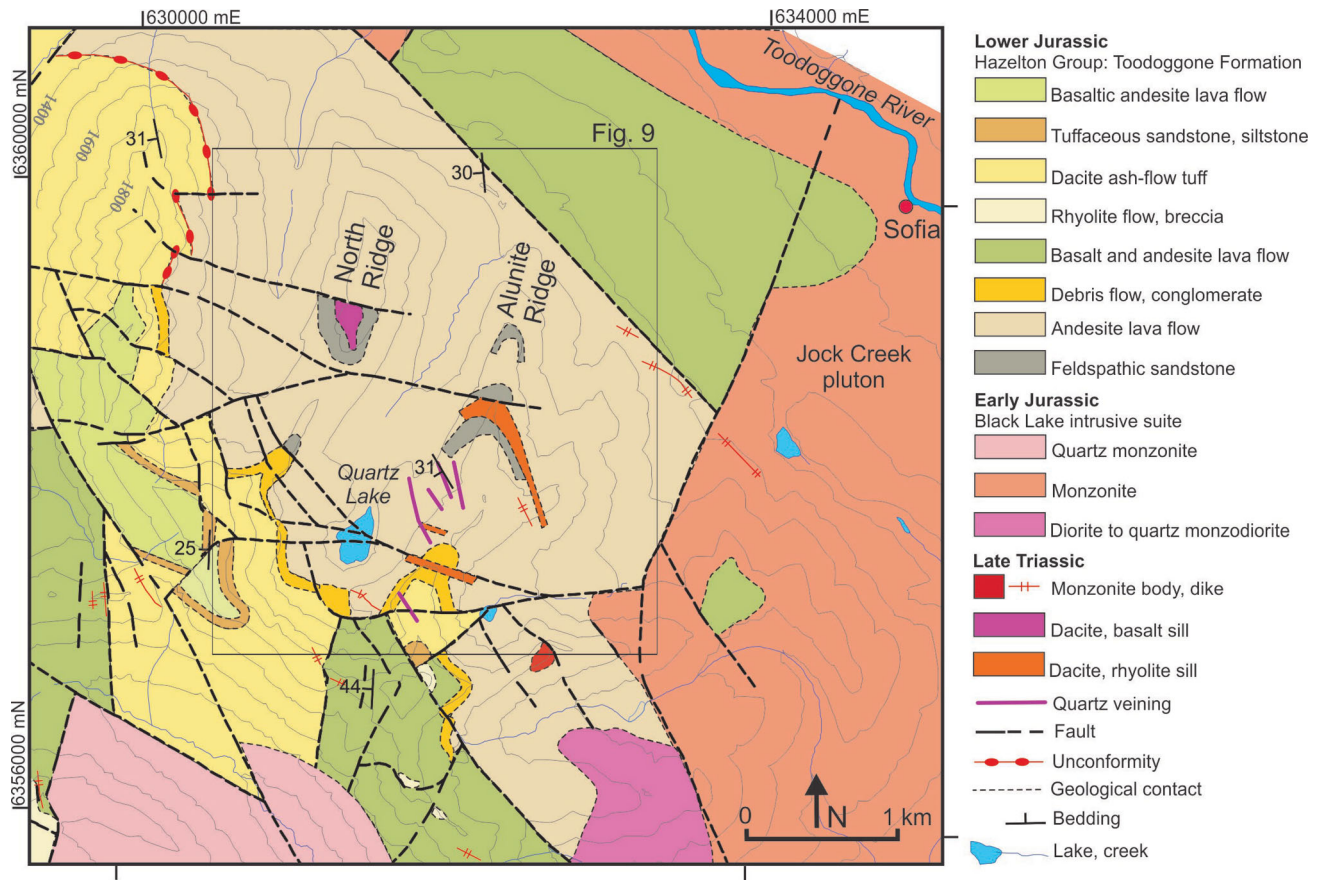 630000 mE
634000 mE
6360000 mN
6356000 mN
Toodoggone River
Fig. 9
Sofia
1400
1600
1800
31
30
North
Ridge
Alunite
Ridge
Jock Creek
pluton
Quartz
Lake
31
25
44
N
0 1 km
Lower Jurassic
Hazelton Group: Toodoggone Formation
Basaltic andesite lava flow
Tuffaceous sandstone, siltstone
Dacite ash-flow tuff
Rhyolite flow, breccia
Basalt and andesite lava flow
Debris flow, conglomerate
Andesite lava flow
Feldspathic sandstone
Early Jurassic
Black Lake intrusive suite
Quartz monzonite
Monzonite
Diorite to quartz monzodiorite
Late Triassic
Monzonite body, dike
Dacite, basalt sill
Dacite, rhyolite sill
Quartz veining
Fault
Unconformity
Geological contact
Bedding
Lake, creek